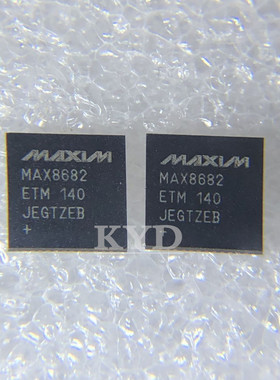 MAXIM
MAX8682
ETM 140
JEGTZEB
+
MAXIM
MAX8682
ETM 140
JEGTZEB
KYD